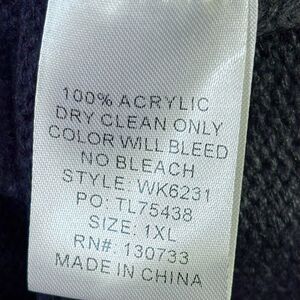 100% ACRYLIC
DRY CLEAN ONLY
COLOR WILL BLEED
NO BLEACH
STYLE: WK6231
PO: TL75438
SIZE: 1XL
RN#: 130733
MADE IN CHINA